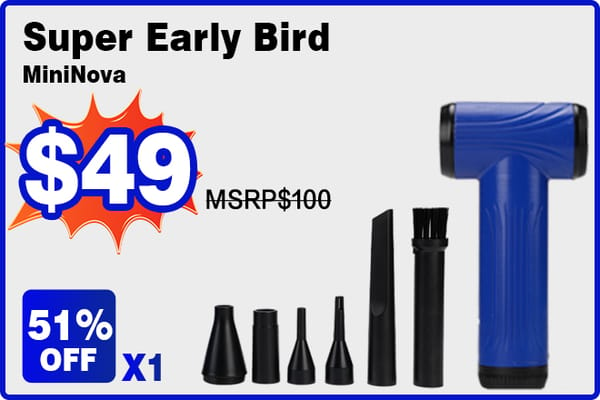 Super Early Bird
MiniNova
$49
MSRP$100
51%
OFF
X1